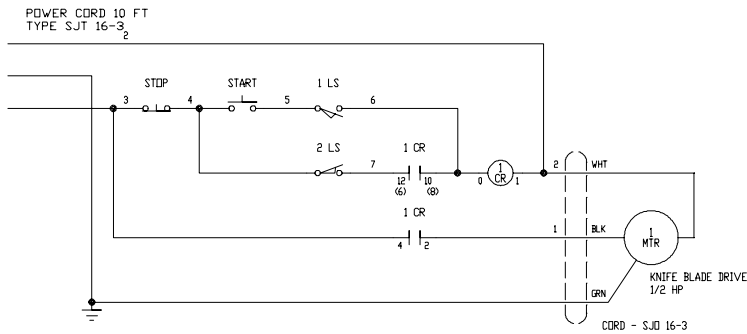 POWER CORD 10 FT
TYPE SJT 16-3
2
STOP
START
1 LS
3
4
5
6
2 LS
1 CR
7
12
(6)
10
(8)
0
1
CR
1
2
WHT
1 CR
4
2
1
BLK
1
MTR
KNIFE BLADE DRIVE
1/2 HP
GRN
CORD - SJO 16-3